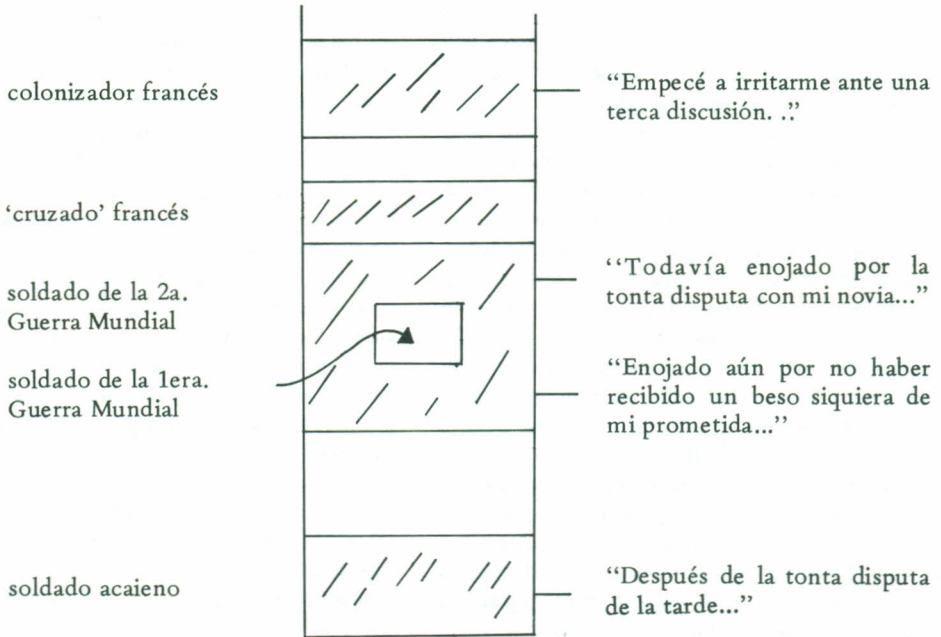 colonizador francés
“Empecé a irritarme ante una
terca discusión. .”
‘cruzado’ francés
soldado de la 2a.
Guerra Mundial
“Todavía enojado por la
tonta disputa con mi novia...”
soldado de la 1era.
Guerra Mundial
“Enojado aún por no haber
recibido un beso siquiera de
mi prometida...”
soldado acaieno
“Después de la tonta disputa
de la tarde...”